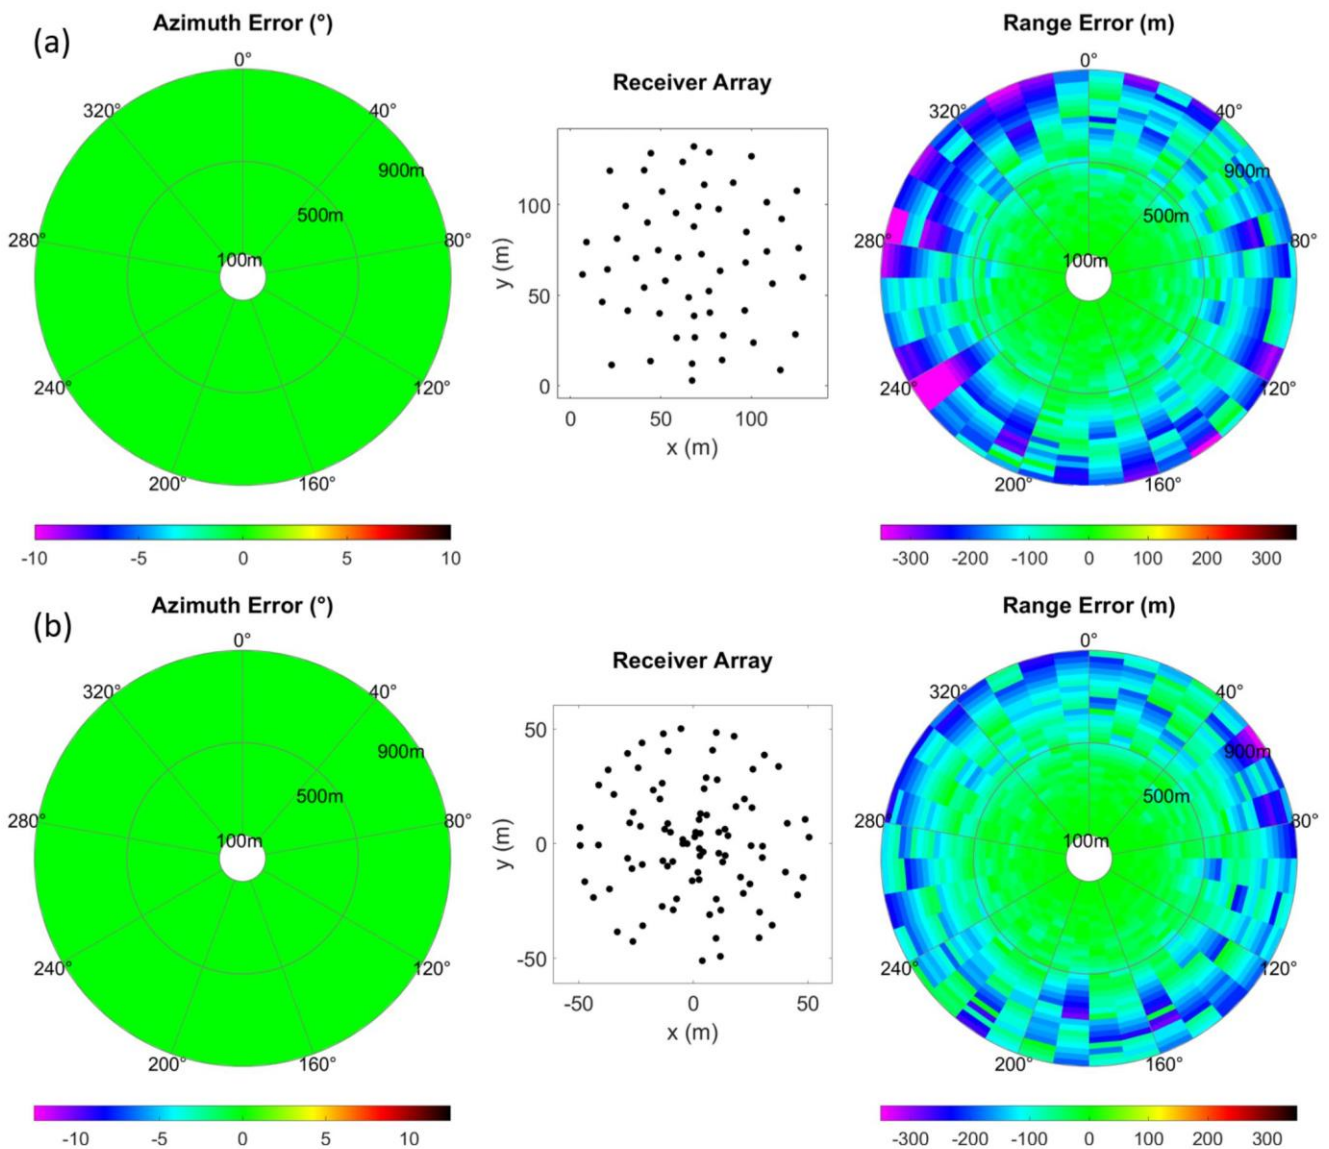 (a)
Azimuth Error (°)
0°
40°
80°
120°
160°
200°
240°
280°
320°
900m
500m
100m
-10 -5 0 5 10
Receiver Array
y (m)
100
50
0
0 50 100
x (m)
Range Error (m)
0°
40°
80°
120°
160°
200°
240°
280°
320°
900m
500m
100m
-300 -200 -100 0 100 200 300
(b)
Azimuth Error (°)
0°
40°
80°
120°
160°
200°
240°
280°
320°
900m
500m
100m
-10 -5 0 5 10
Receiver Array
y (m)
50
0
-50
-50 0 50
x (m)
Range Error (m)
0°
40°
80°
120°
160°
200°
240°
280°
320°
900m
500m
100m
-300 -200 -100 0 100 200 300